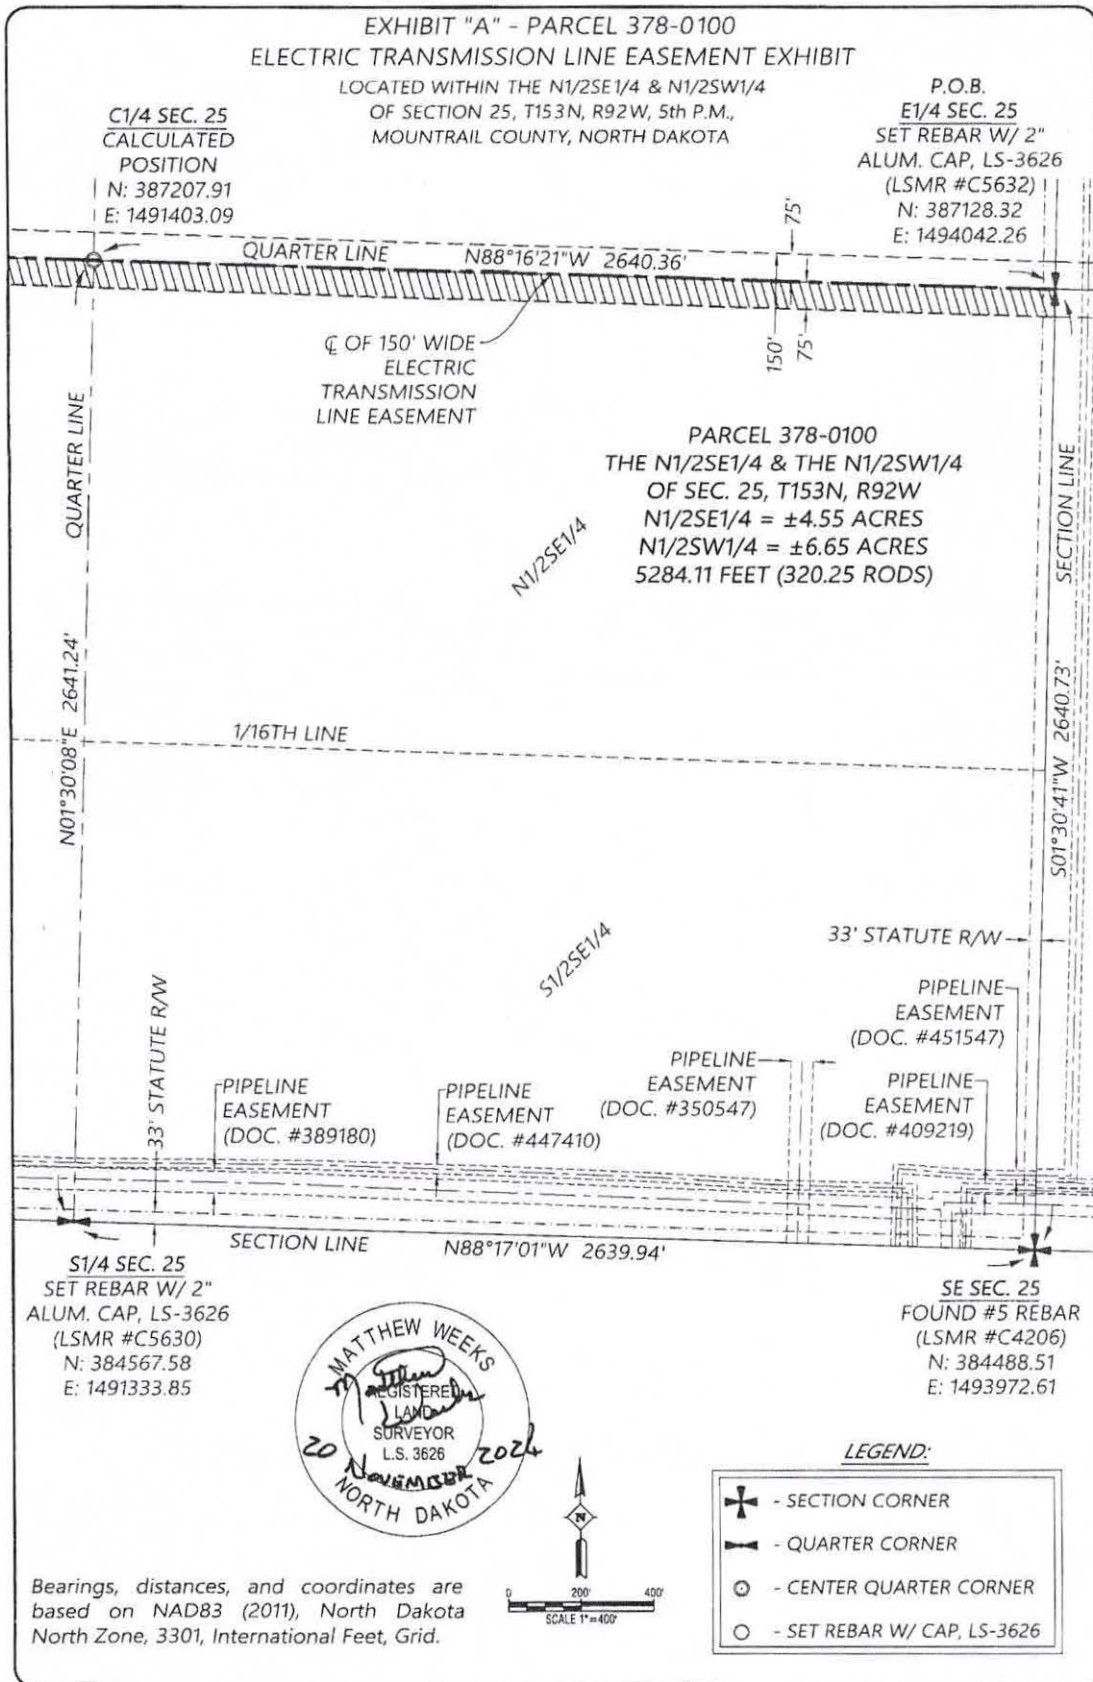 EXHIBIT "A" - PARCEL 378-0100
ELECTRIC TRANSMISSION LINE EASEMENT EXHIBIT
LOCATED WITHIN THE N1/2SE1/4 & N1/2SW1/4
OF SECTION 25, T153N, R92W, 5th P.M.,
MOUNTRAIL COUNTY, NORTH DAKOTA
C1/4 SEC. 25
CALCULATED
POSITION
N: 387207.91
E: 1491403.09
P.O.B.
E1/4 SEC. 25
SET REBAR W/ 2"
ALUM. CAP, LS-3626
(LSMR #C5632)
N: 387128.32
E: 1494042.26
75'
QUARTER LINE N88°16'21"W 2640.36'
150'
75'
℄ OF 150' WIDE
ELECTRIC
TRANSMISSION
LINE EASEMENT
PARCEL 378-0100
THE N1/2SE1/4 & THE N1/2SW1/4
OF SEC. 25, T153N, R92W
N1/2SE1/4 = ±4.55 ACRES
N1/2SW1/4 = ±6.65 ACRES
5284.11 FEET (320.25 RODS)
QUARTER LINE
N01°30'08"E 2641.24'
N1/2SE1/4
SECTION LINE
S01°30'41"W 2640.73'
1/16TH LINE
S1/2SE1/4
33' STATUTE R/W
33' STATUTE R/W
PIPELINE
EASEMENT
(DOC. #451547)
PIPELINE
EASEMENT
(DOC. #389180)
PIPELINE
EASEMENT
(DOC. #447410)
PIPELINE
EASEMENT
(DOC. #350547)
PIPELINE
EASEMENT
(DOC. #409219)
SECTION LINE N88°17'01"W 2639.94'
S1/4 SEC. 25
SET REBAR W/ 2"
ALUM. CAP, LS-3626
(LSMR #C5630)
N: 384567.58
E: 1491333.85
SE SEC. 25
FOUND #5 REBAR
(LSMR #C4206)
N: 384488.51
E: 1493972.61
MATTHEW WEEKS
Matthew Weeks
REGISTERED
LAND
SURVEYOR
L.S. 3626
20 NOVEMBER 2024
NORTH DAKOTA
N
0 200' 400'
SCALE 1"=400'
LEGEND:
- SECTION CORNER
- QUARTER CORNER
- CENTER QUARTER CORNER
- SET REBAR W/ CAP, LS-3626
Bearings, distances, and coordinates are
based on NAD83 (2011), North Dakota
North Zone, 3301, International Feet, Grid.